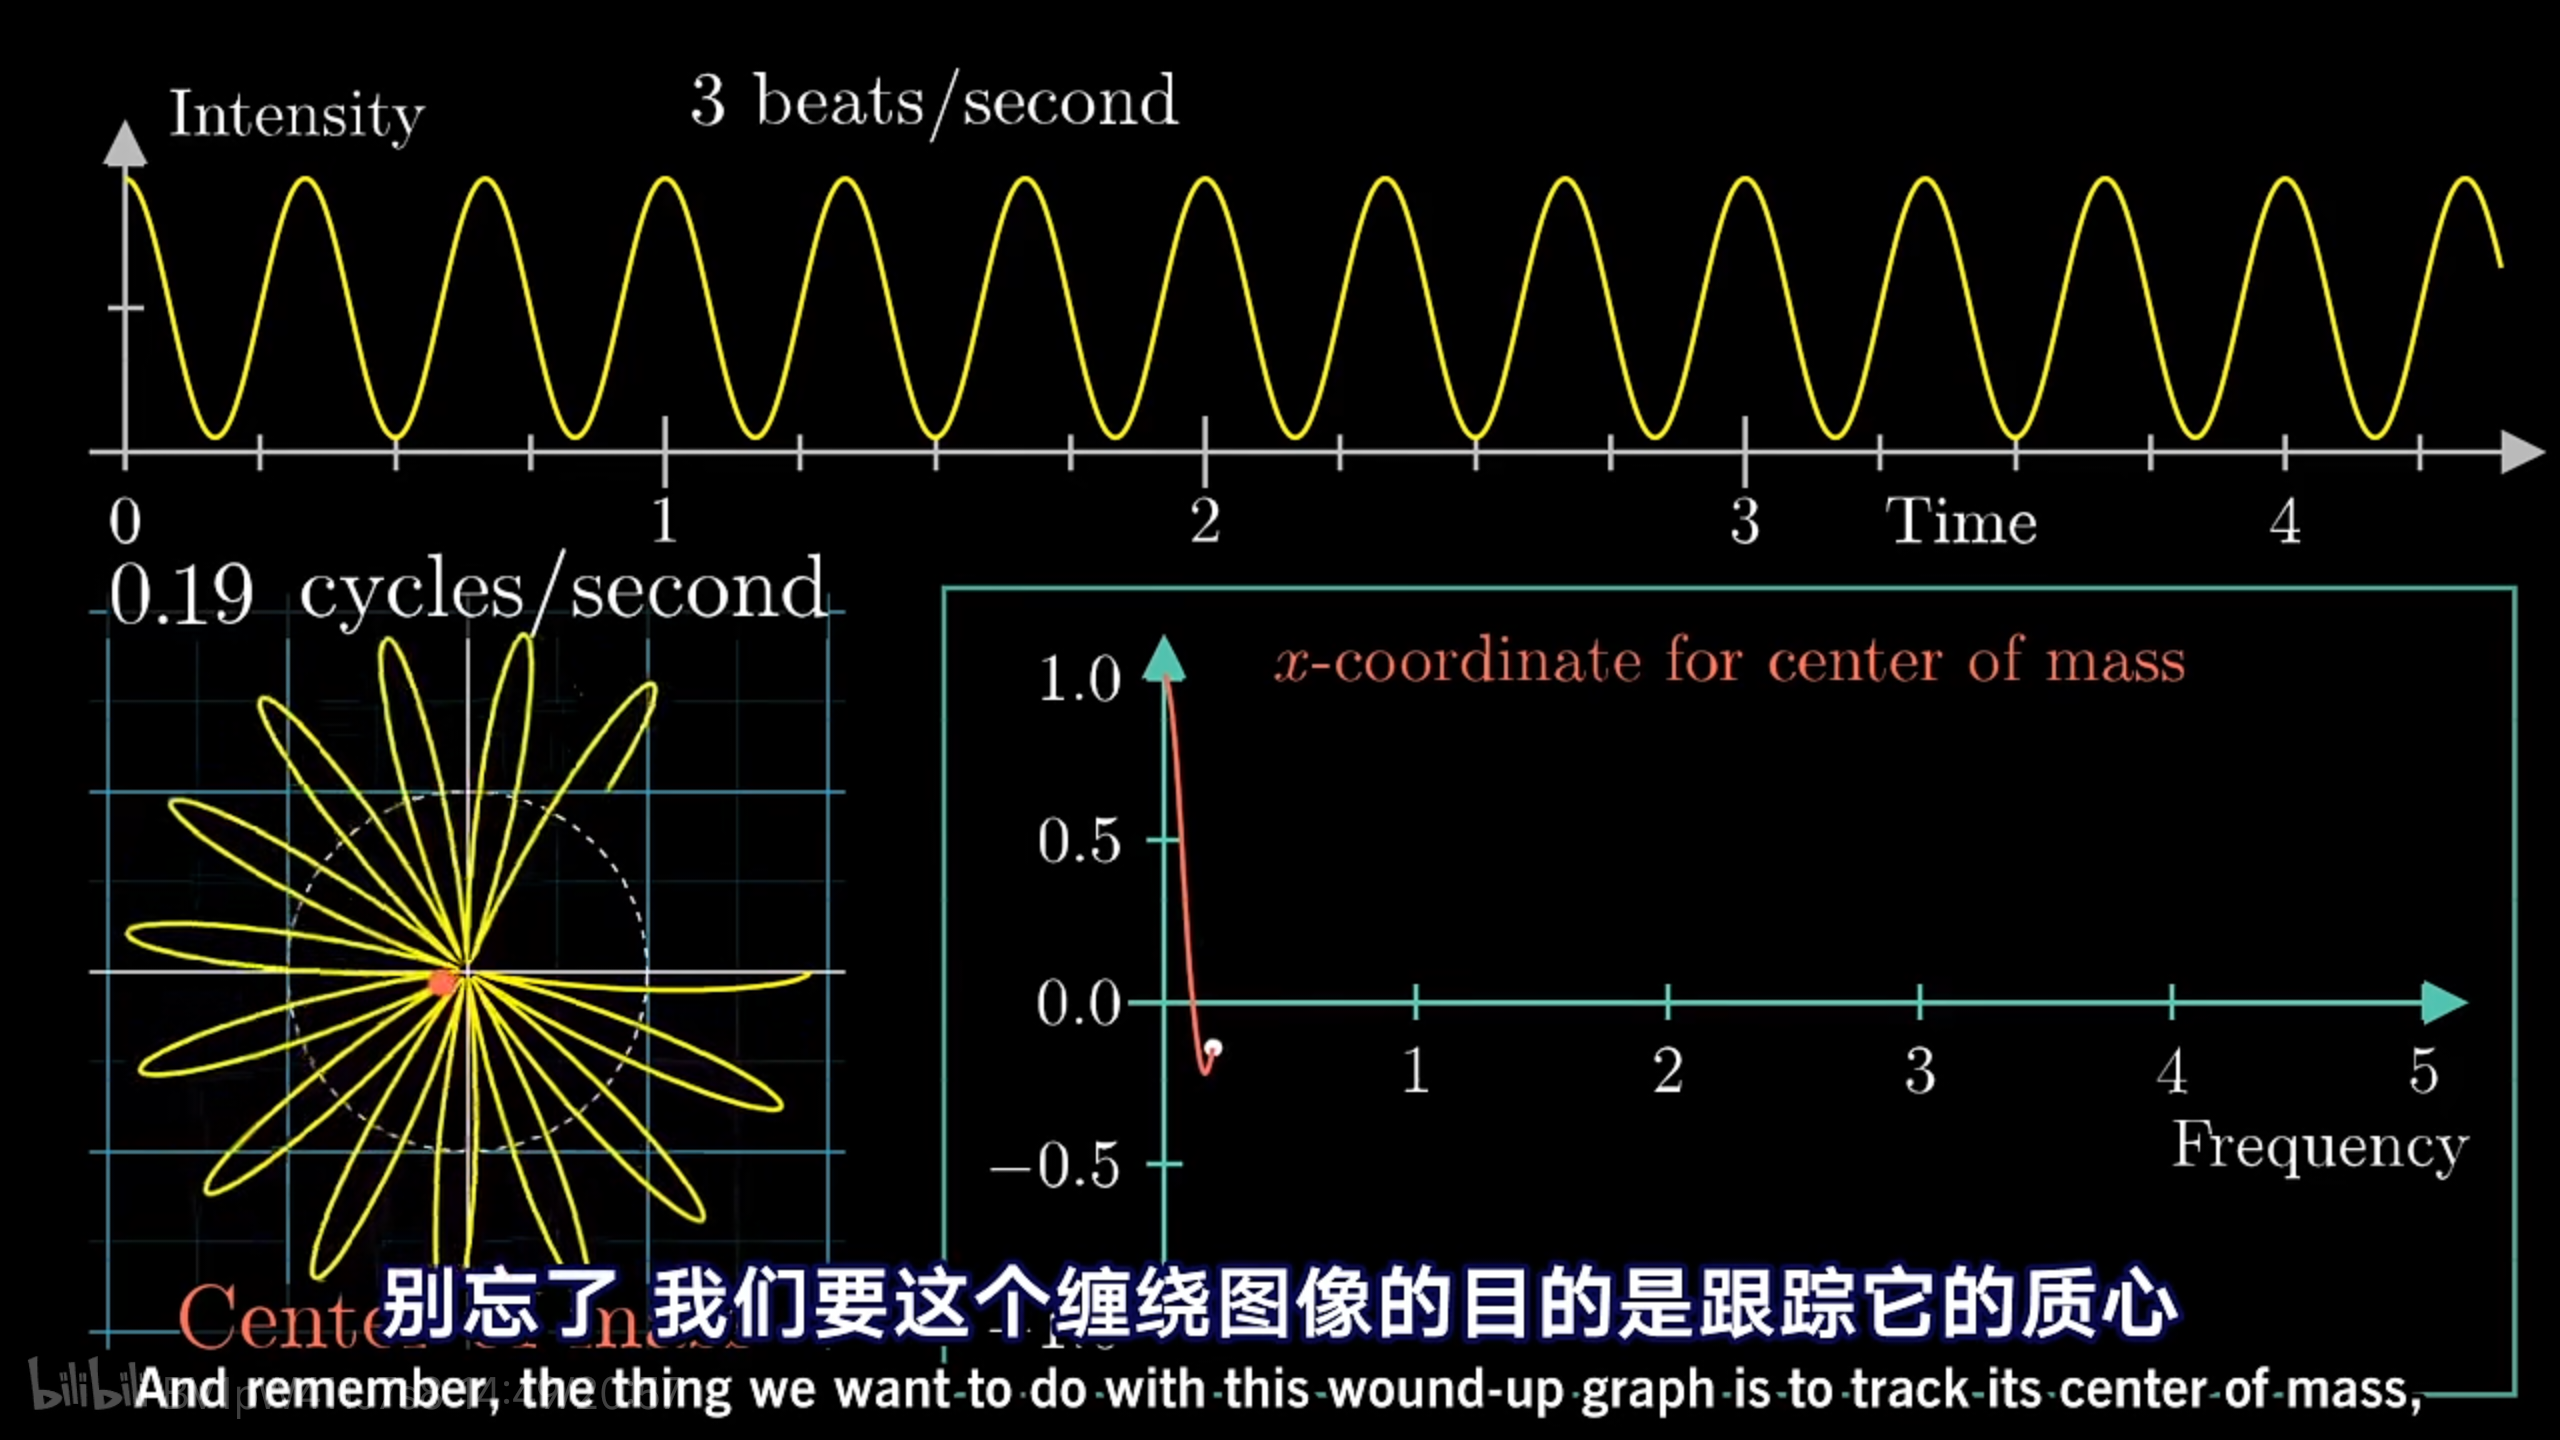 Intensity
3 beats/second
0 1 2 3 Time 4
0.19 cycles/second
x-coordinate for center of mass
1.0
0.5
0.0
1 2 3 4 5
Frequency
−0.5
别忘了 我们要这个缠绕图像的目的是跟踪它的质心
And remember, the thing we want to do with this wound-up graph is to track its center of mass,
bilibili